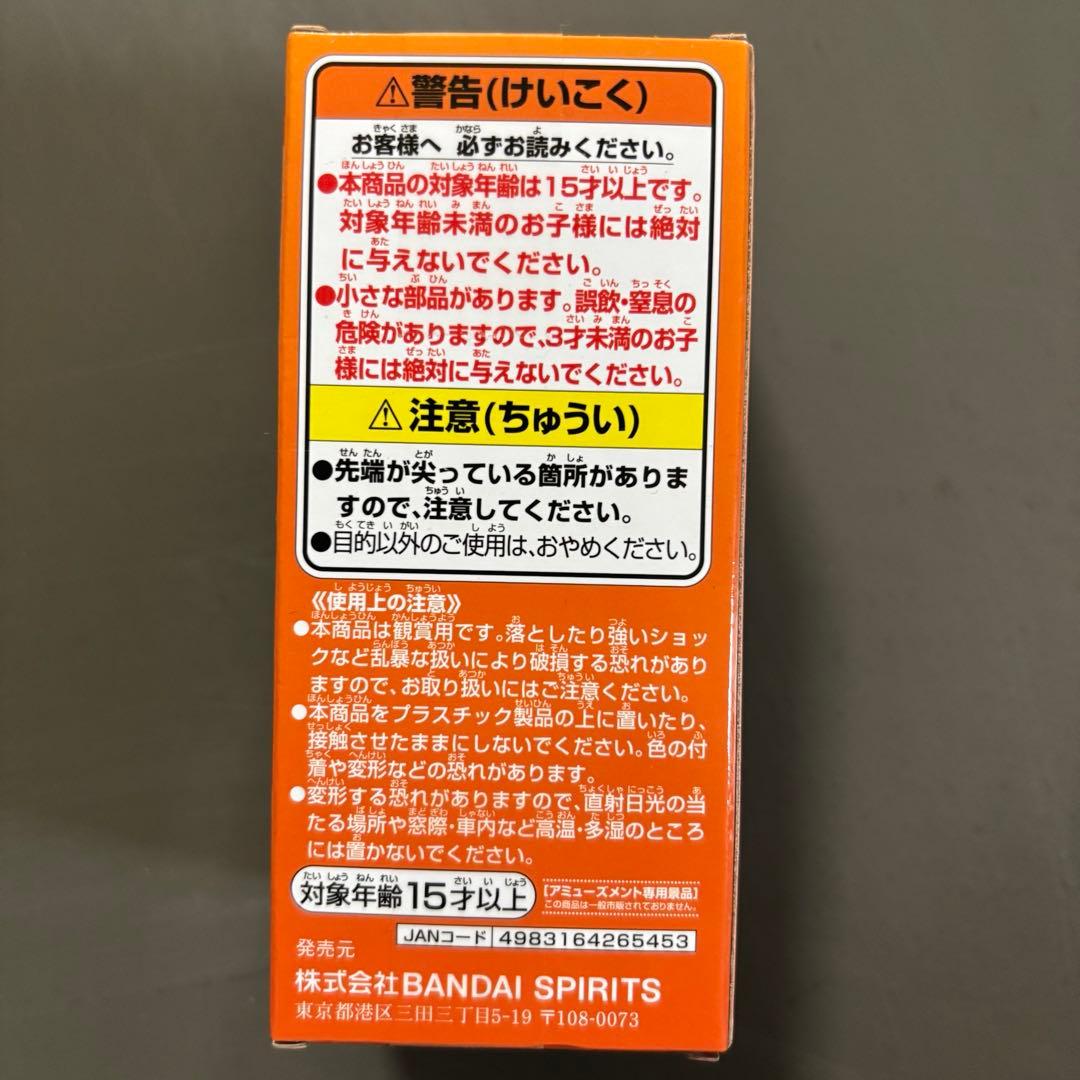 ⚠警告(けいこく)
お客様へ 必ずお読みください。
●本商品の対象年齢は15才以上です。
対象年齢未満のお子様には絶対
に与えないでください。
●小さな部品があります。誤飲・窒息の
危険がありますので、3才未満のお子
様には絶対に与えないでください。
⚠注意(ちゅうい)
●先端が尖っている箇所がありま
すので、注意してください。
●目的以外のご使用は、おやめください。
《使用上の注意》
●本商品は観賞用です。落としたり強いショッ
クなど乱暴な扱いにより破損する恐れがあり
ますので、お取り扱いにはご注意ください。
●本商品をプラスチック製品の上に置いたり、
接触させたままにしないでください。色の付
着や変形などの恐れがあります。
●変形する恐れがありますので、直射日光の当
たる場所や窓際・車内など高温・多湿のところ
には置かないでください。
対象年齢15才以上
[アミューズメント専用景品]
この商品は一般市販されておりません。
JANコード 4983164265453
発売元
株式会社BANDAI SPIRITS
東京都港区三田三丁目5-19 〒108-0073